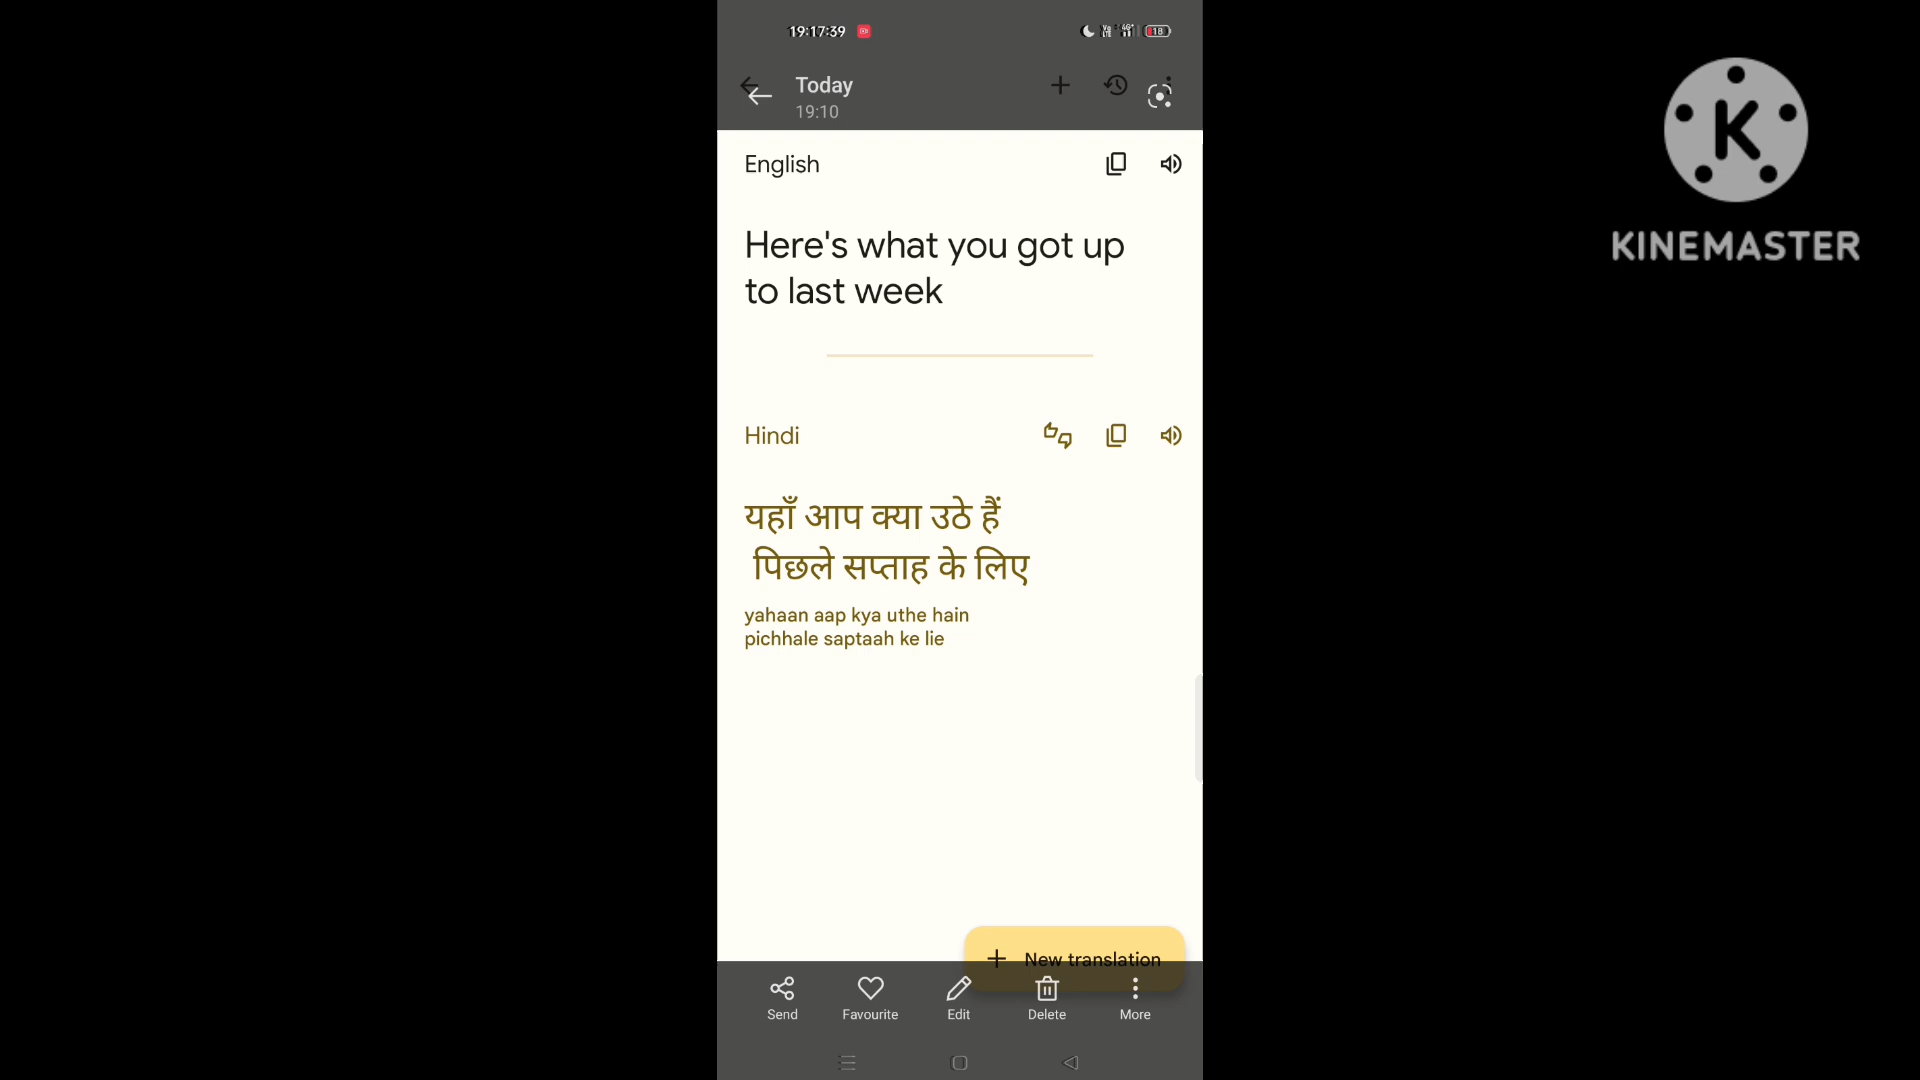 19:17:39
18
Today
19:10
English
Here's what you got up
to last week
Hindi
यहाँ आप क्या उठे हैं
पिछले सप्ताह के लिए
yahaan aap kya uthe hain
pichhale saptaah ke lie
+ New translation
Send Favourite Edit Delete More
K
KINEMASTER